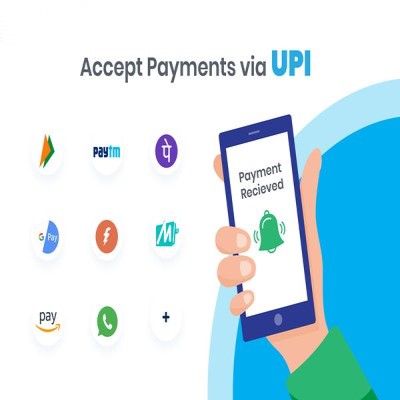 Accept Payments via UPI
paytm
पे
G Pay
M
pay
+
Payment
Recieved